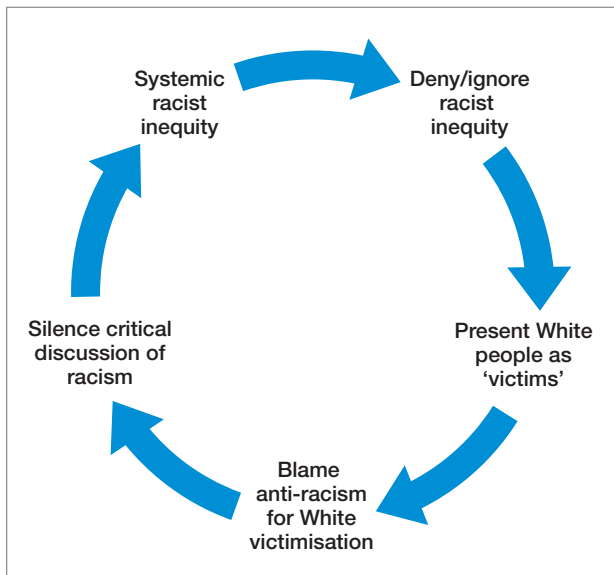 Systemic
racist
inequity
Deny/ignore
racist
inequity
Present White
people as
‘victims’
Blame
anti-racism
for White
victimisation
Silence critical
discussion of
racism